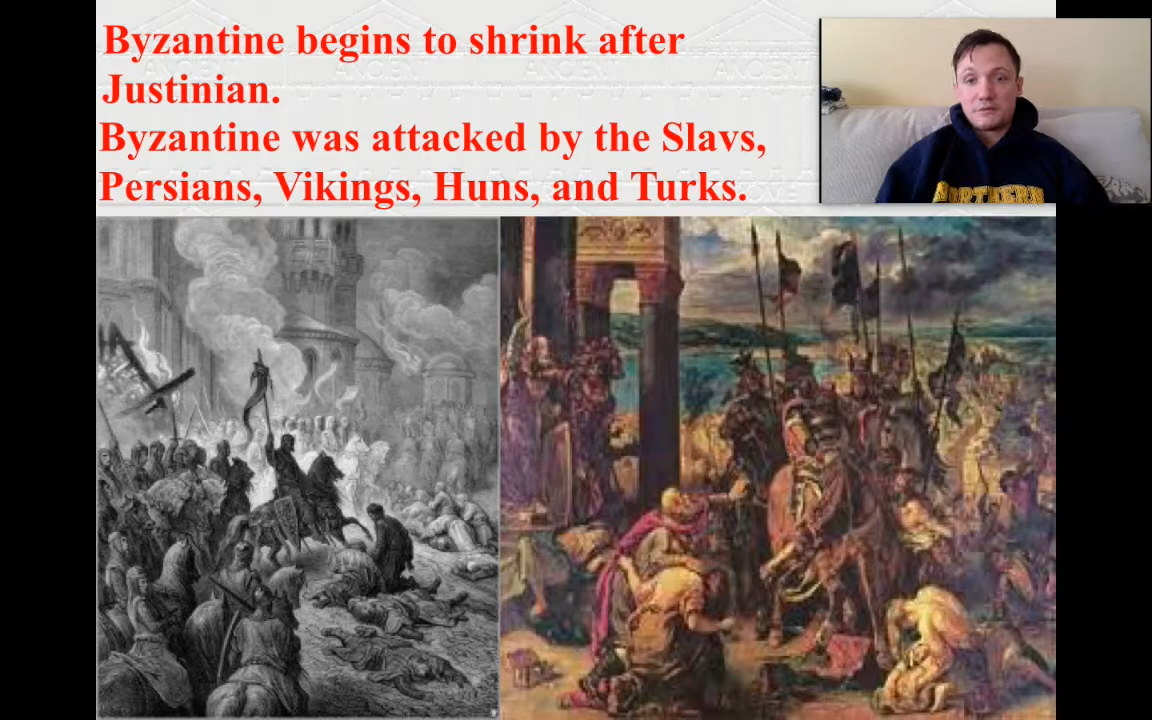 Byzantine begins to shrink after
Justinian.
Byzantine was attacked by the Slavs,
Persians, Vikings, Huns, and Turks.
NORTHERN